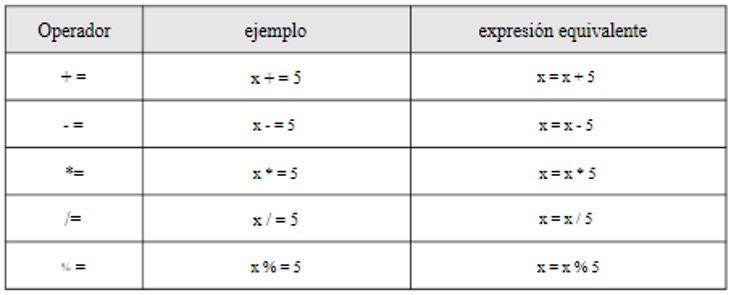 Operador ejemplo expresión equivalente
+ = x + = 5 x = x + 5
- = x - = 5 x = x - 5
*= x * = 5 x = x * 5
/= x / = 5 x = x / 5
% = x % = 5 x = x % 5